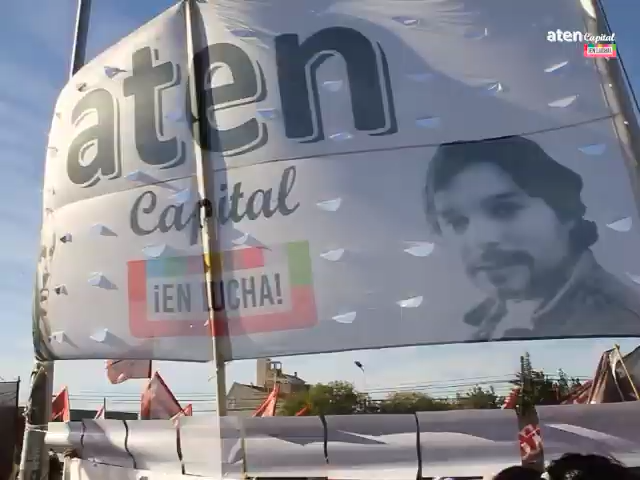 aten
Capital
¡EN LUCHA!
aten Capital
¡EN LUCHA!